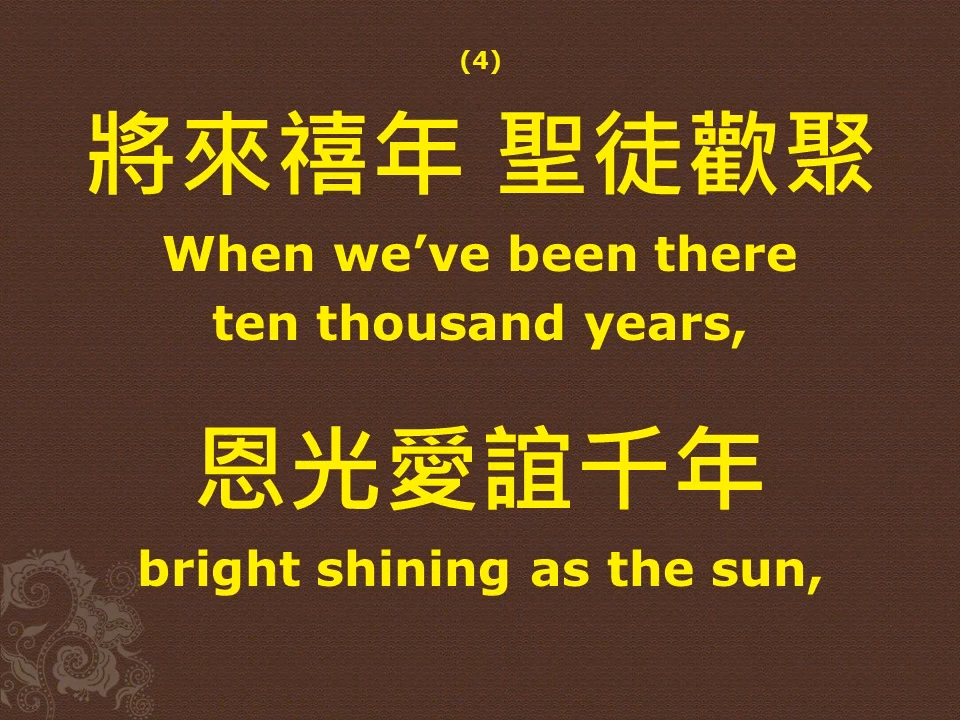 (4)
將來禧年 聖徒歡聚
When we’ve been there
ten thousand years,
恩光愛誼千年
bright shining as the sun,